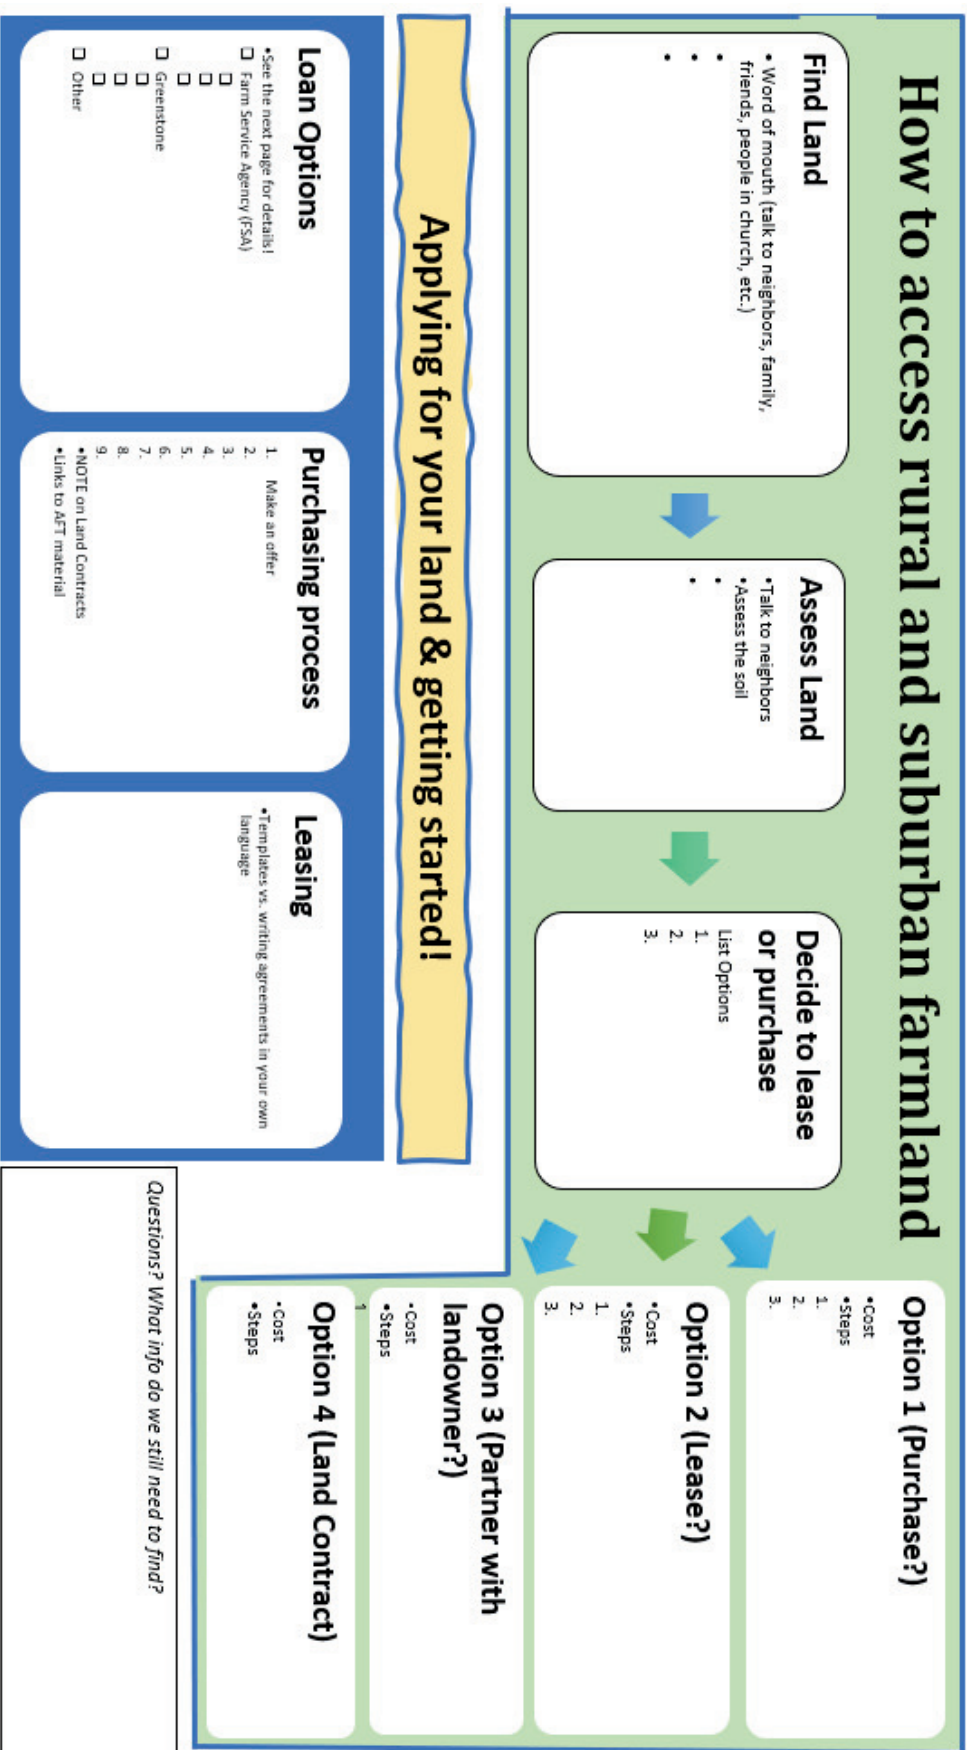 How to access rural and suburban farmland
Find Land
• Word of mouth (talk to neighbors, family,
friends, people in church, etc.)
•
•
•
Assess Land
•Talk to neighbors
•Assess the soil
•
•
Decide to lease
or purchase
List Options
1.
2.
3.
Option 1 (Purchase?)
•Cost
•Steps
1.
2.
3.
Option 2 (Lease?)
•Cost
•Steps
1.
2.
3.
Option 3 (Partner with
landowner?)
•Cost
•Steps
1
Option 4 (Land Contract)
•Cost
•Steps
Applying for your land & getting started!
Loan Options
•See the next page for details!
☐ Farm Service Agency (FSA)
☐
☐
☐
☐ Greenstone
☐
☐
☐
☐ Other
Purchasing process
1. Make an offer
2.
3.
4.
5.
6.
7.
8.
9.
•NOTE on Land Contracts
•Links to AFT material
Leasing
•Templates vs. writing agreements in your own
language
Questions? What info do we still need to find?